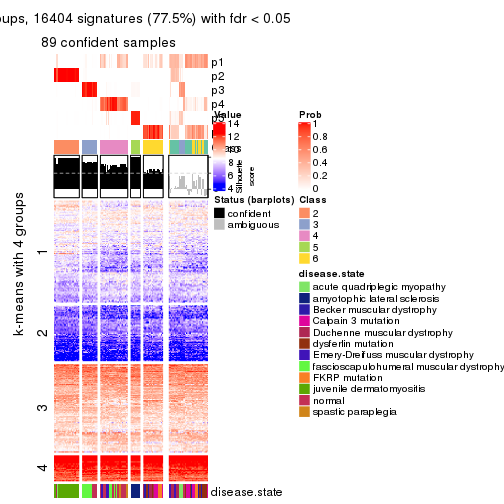 oups, 16404 signatures (77.5%) with fdr < 0.05
89 confident samples
p1
p2
p3
p4
Value
14
12
10
8
6
4
Silhouette
score
Prob
1
0.8
0.6
0.4
0.2
0
Status (barplots)
confident
ambiguous
Class
2
3
4
5
6
disease.state
acute quadriplegic myopathy
amyotophic lateral sclerosis
Becker muscular dystrophy
Calpain 3 mutation
Duchenne muscular dystrophy
dysferlin mutation
Emery-Dreifuss muscular dystrophy
fascioscapulohumeral muscular dystrophy
FKRP mutation
juvenile dermatomyositis
normal
spastic paraplegia
k-means with 4 groups
1
2
3
4
disease.state